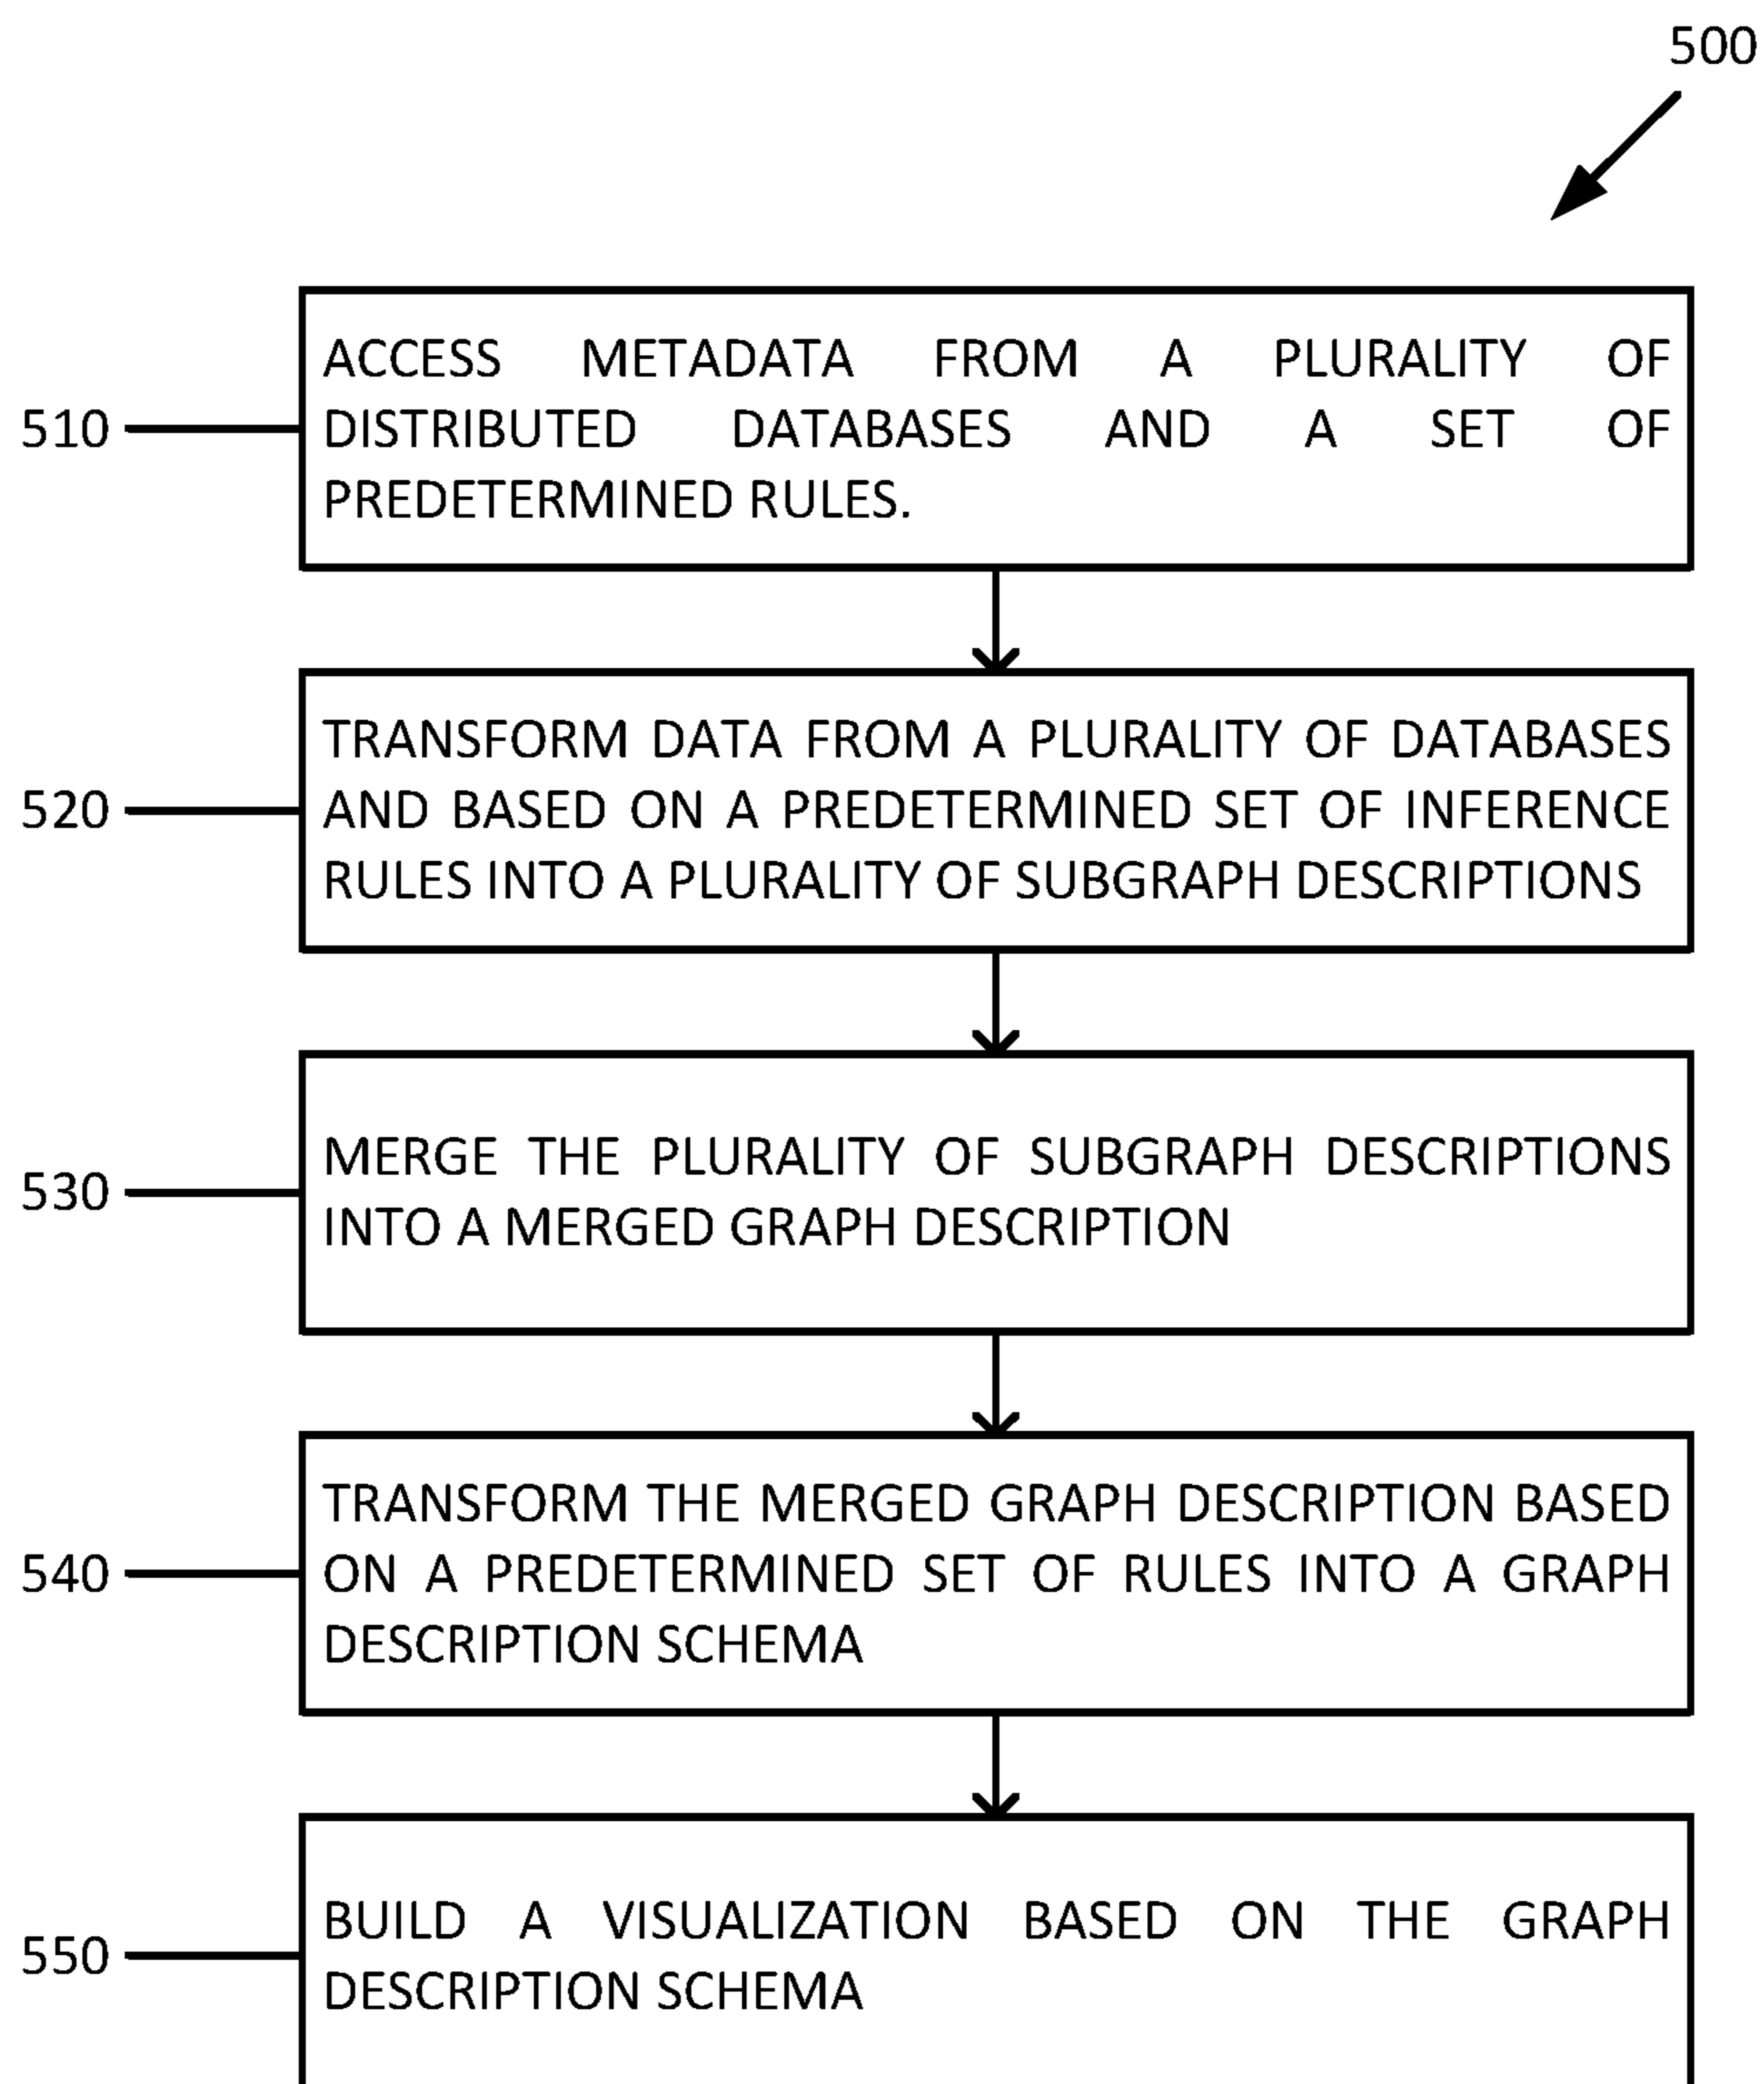 500
510
ACCESS METADATA FROM A PLURALITY OF
DISTRIBUTED DATABASES AND A SET OF
PREDETERMINED RULES.
520
TRANSFORM DATA FROM A PLURALITY OF DATABASES
AND BASED ON A PREDETERMINED SET OF INFERENCE
RULES INTO A PLURALITY OF SUBGRAPH DESCRIPTIONS
530
MERGE THE PLURALITY OF SUBGRAPH DESCRIPTIONS
INTO A MERGED GRAPH DESCRIPTION
540
TRANSFORM THE MERGED GRAPH DESCRIPTION BASED
ON A PREDETERMINED SET OF RULES INTO A GRAPH
DESCRIPTION SCHEMA
550
BUILD A VISUALIZATION BASED ON THE GRAPH
DESCRIPTION SCHEMA